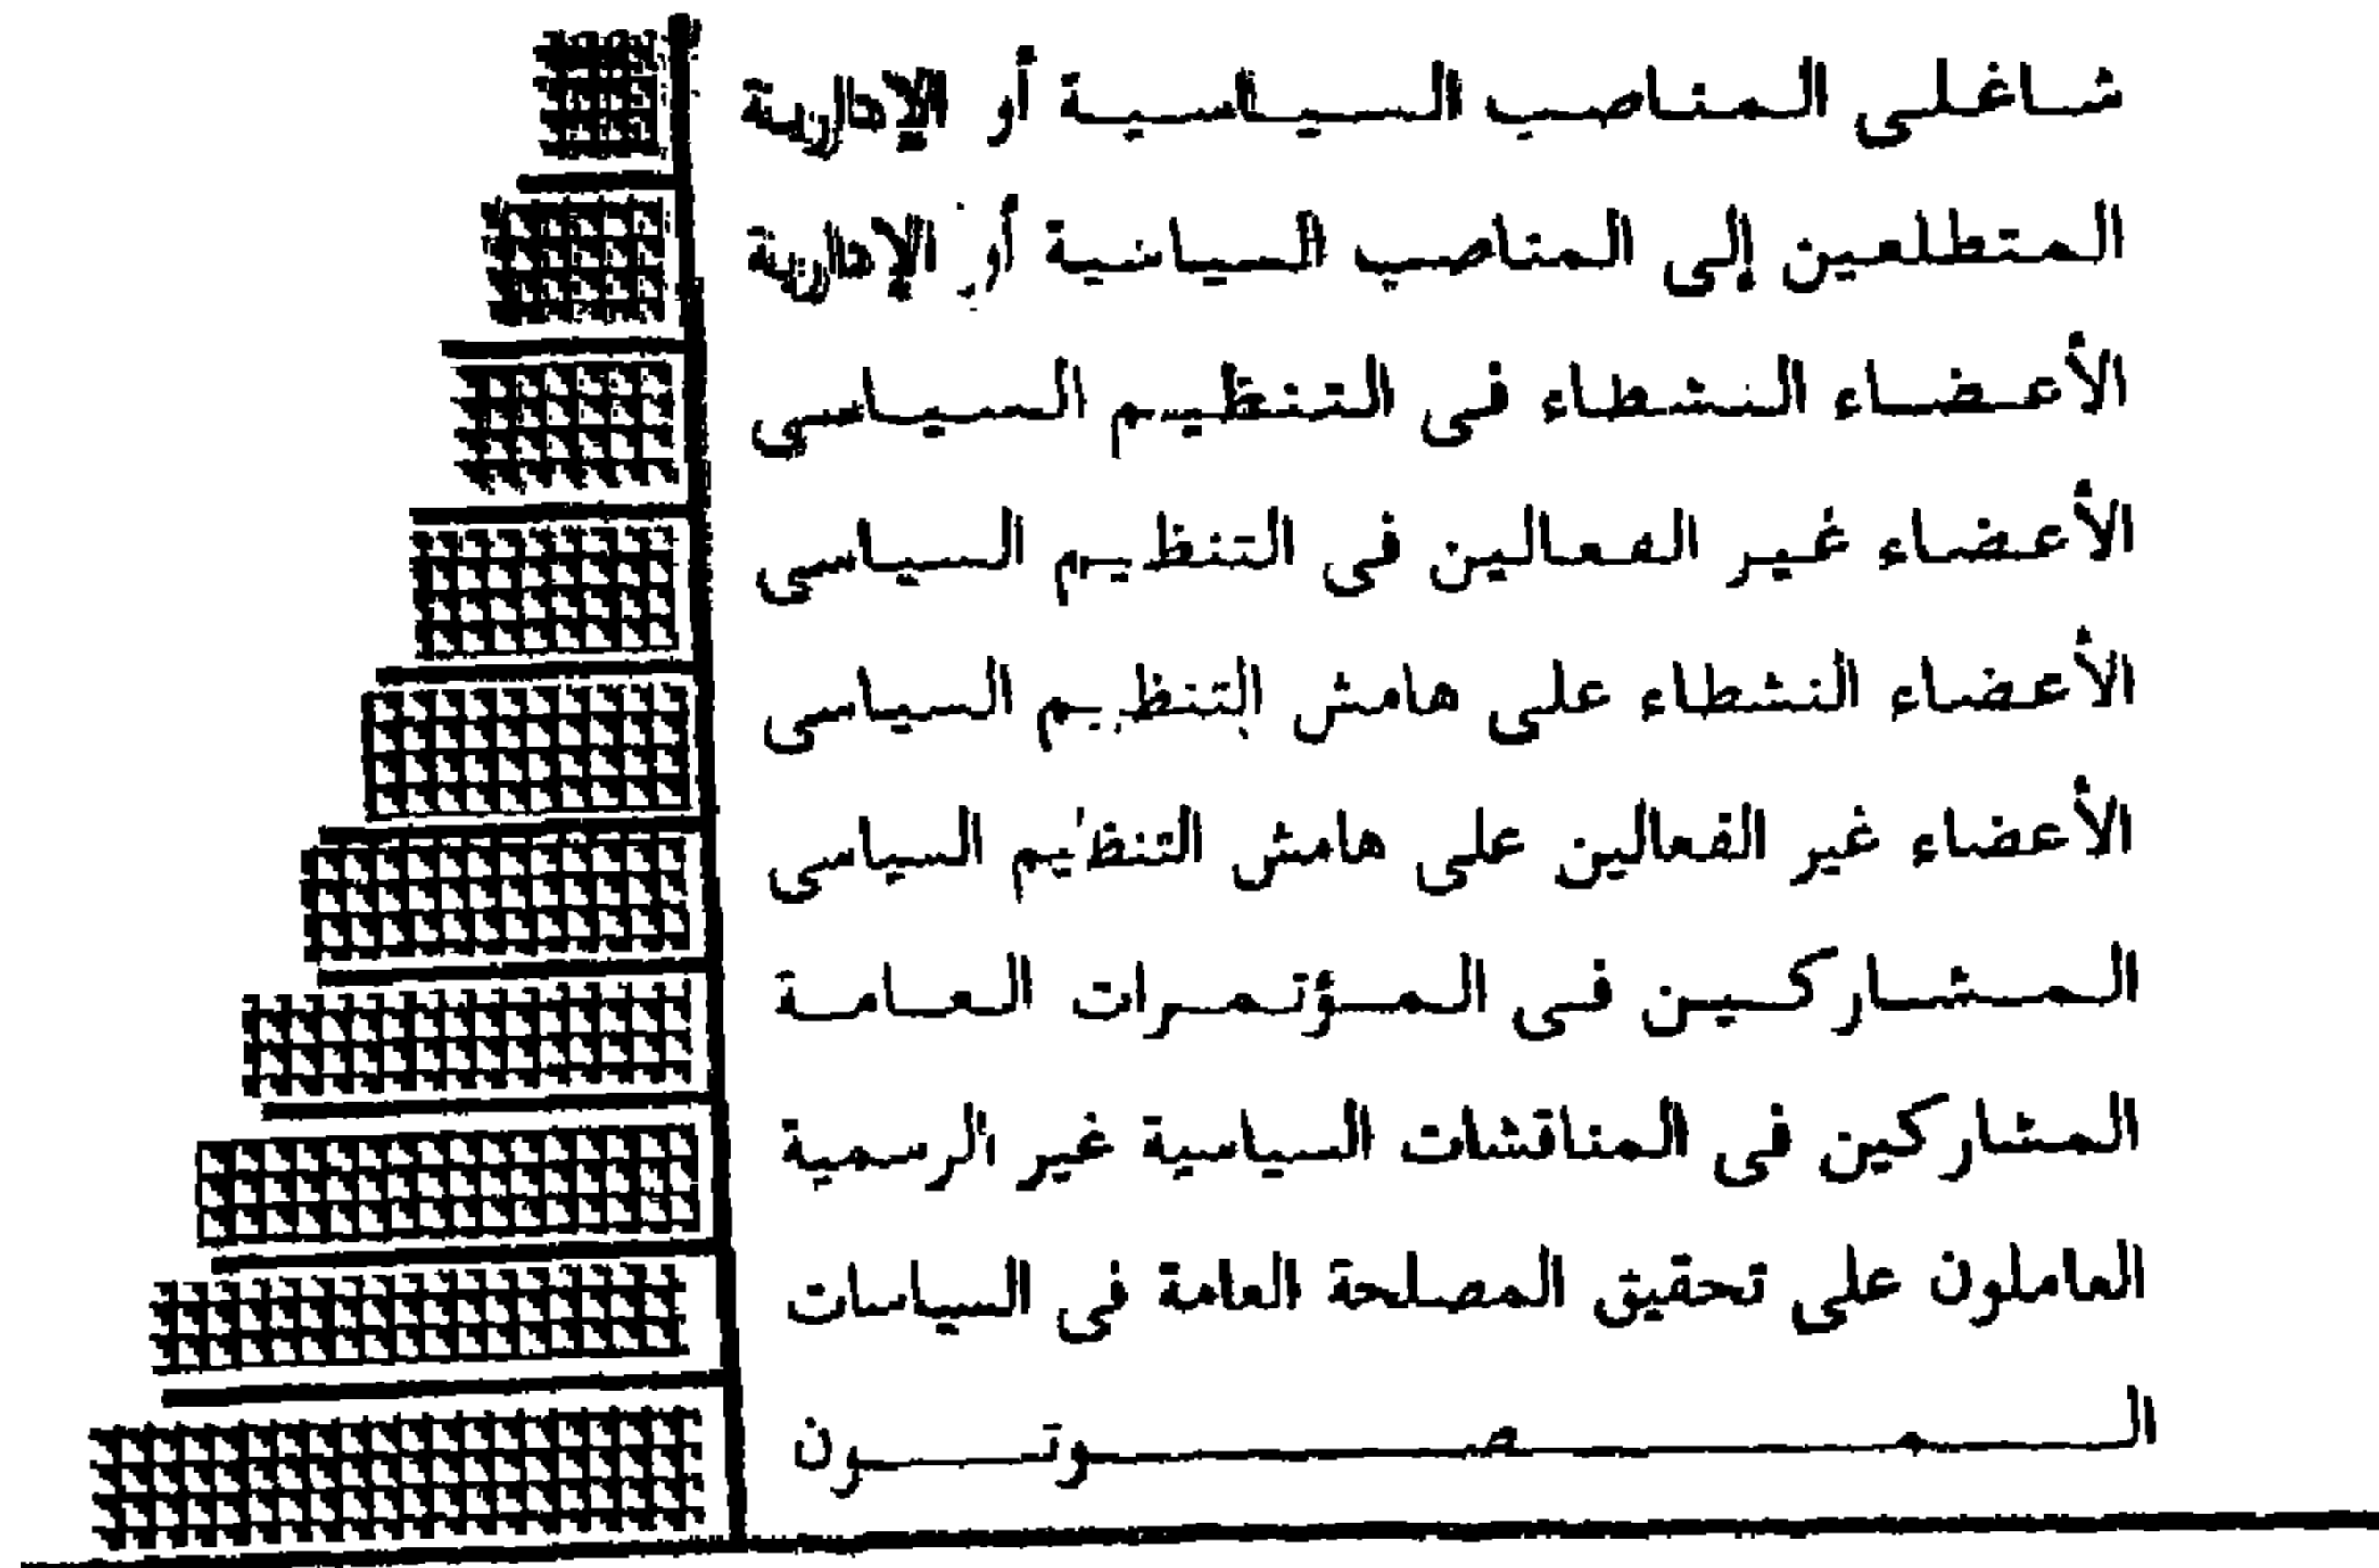 شاغلى المناصب السياسية أو الإدارية
المتطلعين إلى المناصب السياسية أو الإدارية
الأعضاء النشطاء فى التنظيم السياسى
الأعضاء غير الفعالين فى التنظيم السياسى
الأعضاء النشطاء على هامش التنظيم السياسى
الأعضاء غير الفعالين على هامش التنظيم السياسى
المشاركين فى المؤتمرات العامة
المشاركين فى المناقشات السياسية غير الرسمية
العاملون على تحقيق المصلحة العامة فى السياسات
المصوتون